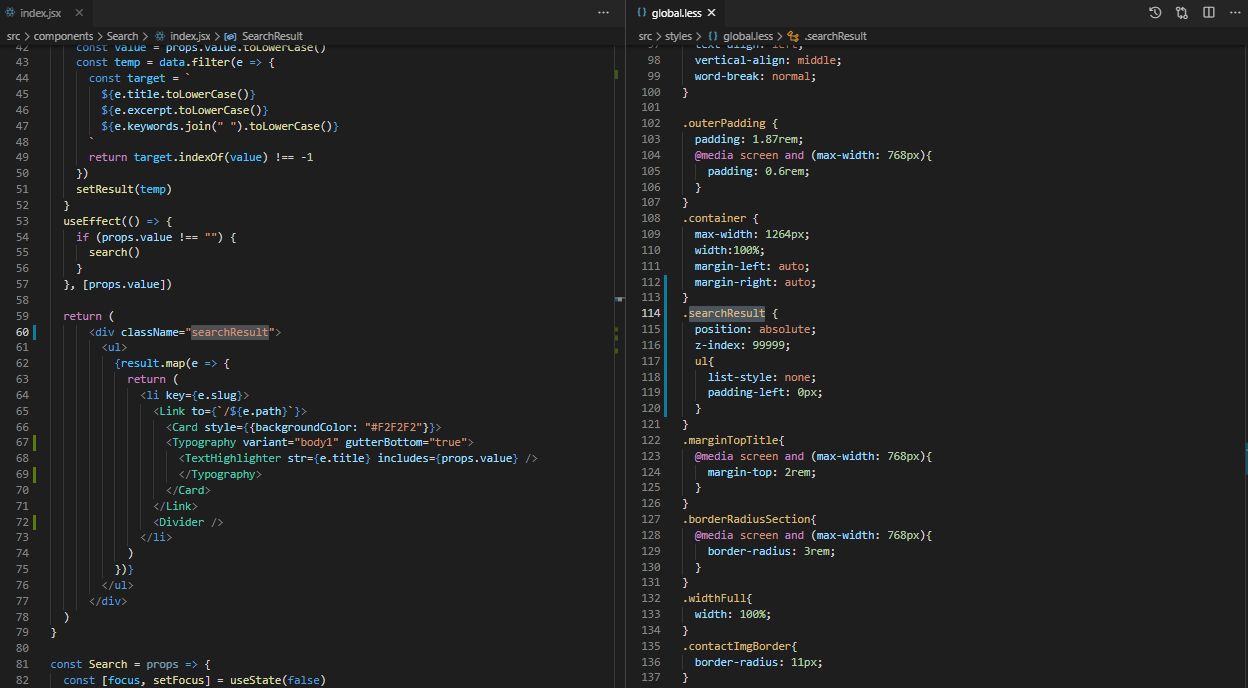 index.jsx ×
src > components > Search > index.jsx > SearchResult
42 const value = props.value.toLowerCase()
43 const temp = data.filter(e => {
44 const target = `
45 ${e.title.toLowerCase()}
46 ${e.excerpt.toLowerCase()}
47 ${e.keywords.join(" ").toLowerCase()}
48 `
49 return target.indexOf(value) !== -1
50 })
51 setResult(temp)
52 }
53 useEffect(() => {
54 if (props.value !== "") {
55 search()
56 }
57 }, [props.value])
58
59 return (
60 <div className="searchResult">
61 <ul>
62 {result.map(e => {
63 return (
64 <li key={e.slug}>
65 <Link to={`/${e.path}`}>
66 <Card style={{backgroundColor: "#F2F2F2"}}>
67 <Typography variant="body1" gutterBottom="true">
68 <TextHighlighter str={e.title} includes={props.value} />
69 </Typography>
70 </Card>
71 </Link>
72 <Divider />
73 </li>
74 )
75 })}
76 </ul>
77 </div>
78 )
79 }
80
81 const Search = props => {
82 const [focus, setFocus] = useState(false)
global.less ×
src > styles > {} global.less > .searchResult
97 text-align: left;
98 vertical-align: middle;
99 word-break: normal;
100 }
101
102 .outerPadding {
103 padding: 1.87rem;
104 @media screen and (max-width: 768px){
105 padding: 0.6rem;
106 }
107 }
108 .container {
109 max-width: 1264px;
110 width:100%;
111 margin-left: auto;
112 margin-right: auto;
113 }
114 .searchResult {
115 position: absolute;
116 z-index: 99999;
117 ul{
118 list-style: none;
119 padding-left: 0px;
120 }
121 }
122 .marginTopTitle{
123 @media screen and (max-width: 768px){
124 margin-top: 2rem;
125 }
126 }
127 .borderRadiusSection{
128 @media screen and (max-width: 768px){
129 border-radius: 3rem;
130 }
131 }
132 .widthFull{
133 width: 100%;
134 }
135 .contactImgBorder{
136 border-radius: 11px;
137 }